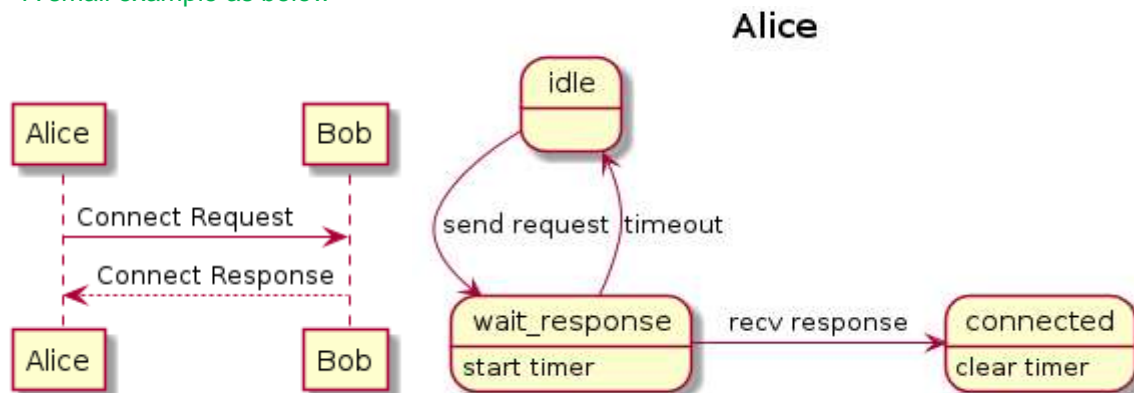 A small example as below
Alice
idle
Alice
Bob
Connect Request
send request
timeout
Connect Response
wait_response
recv response
connected
start timer
clear timer
Alice
Bob